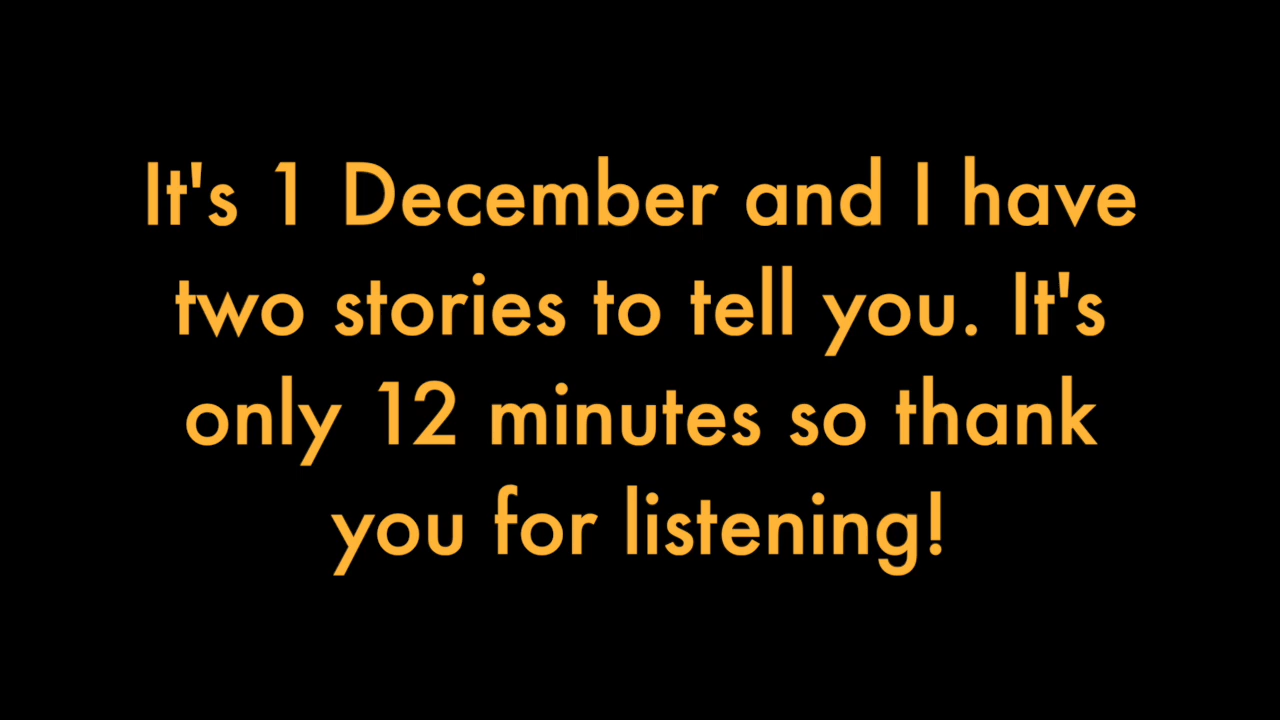 It's 1 December and I have
two stories to tell you. It's
only 12 minutes so thank
you for listening!